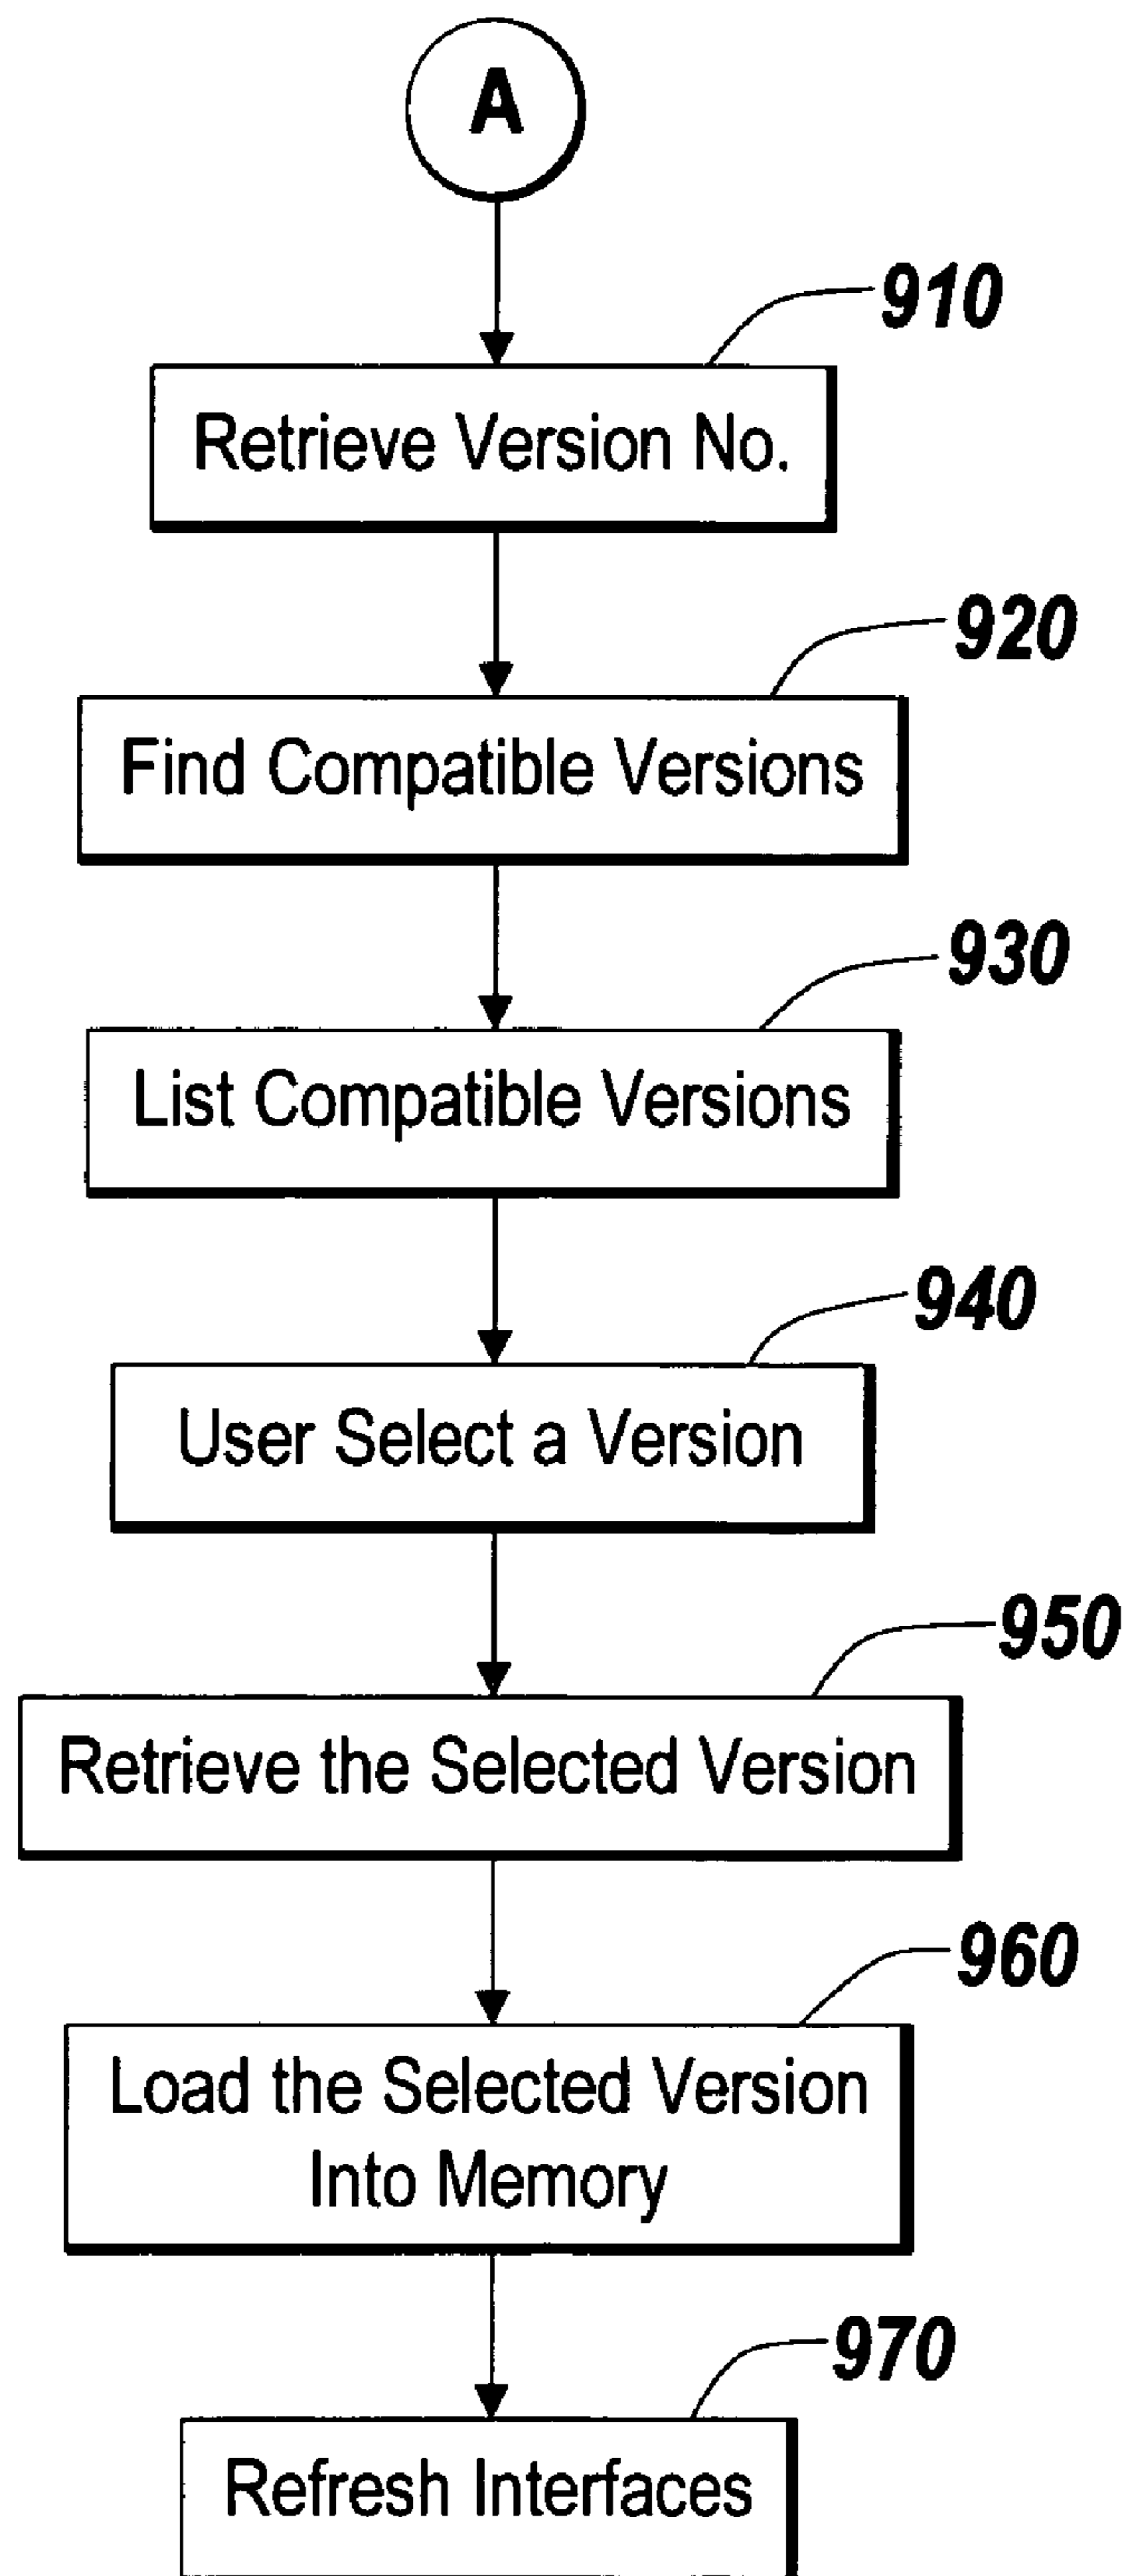 A
910
Retrieve Version No.
920
Find Compatible Versions
930
List Compatible Versions
940
User Select a Version
950
Retrieve the Selected Version
960
Load the Selected Version
Into Memory
970
Refresh Interfaces